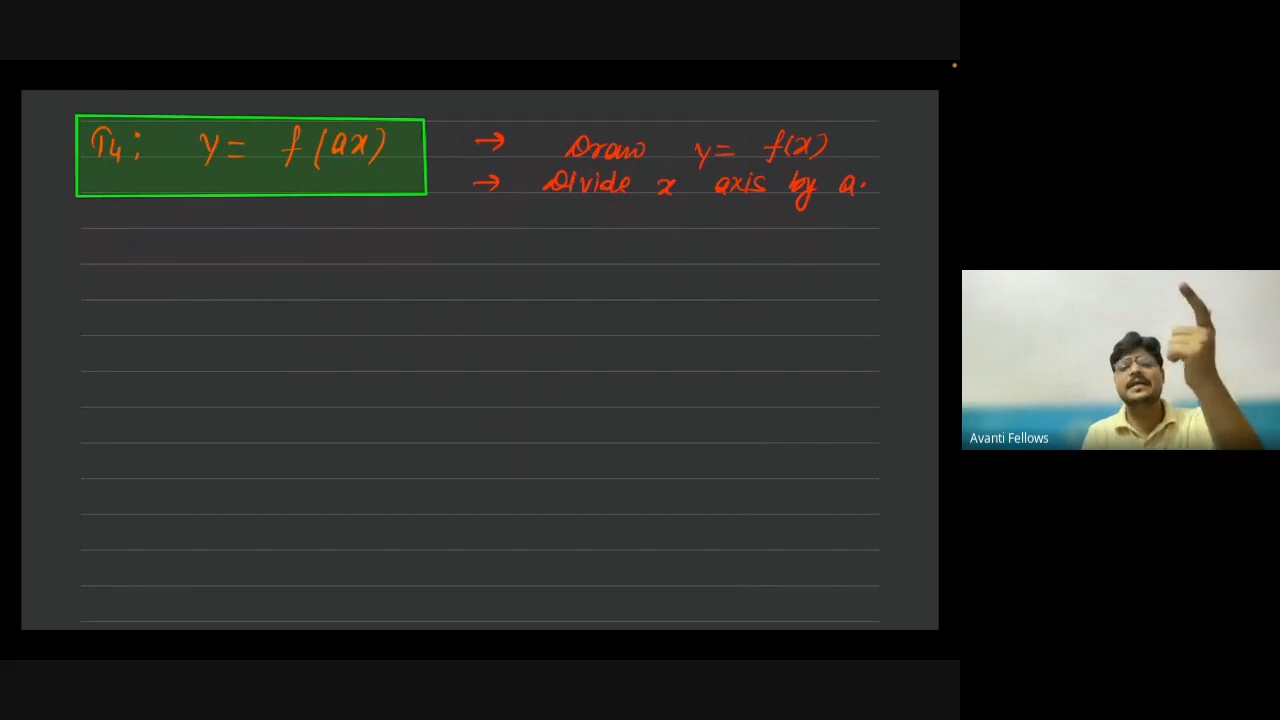 T4: y = f(ax) → Draw y = f(x)
→ Divide x axis by a.
Avanti Fellows